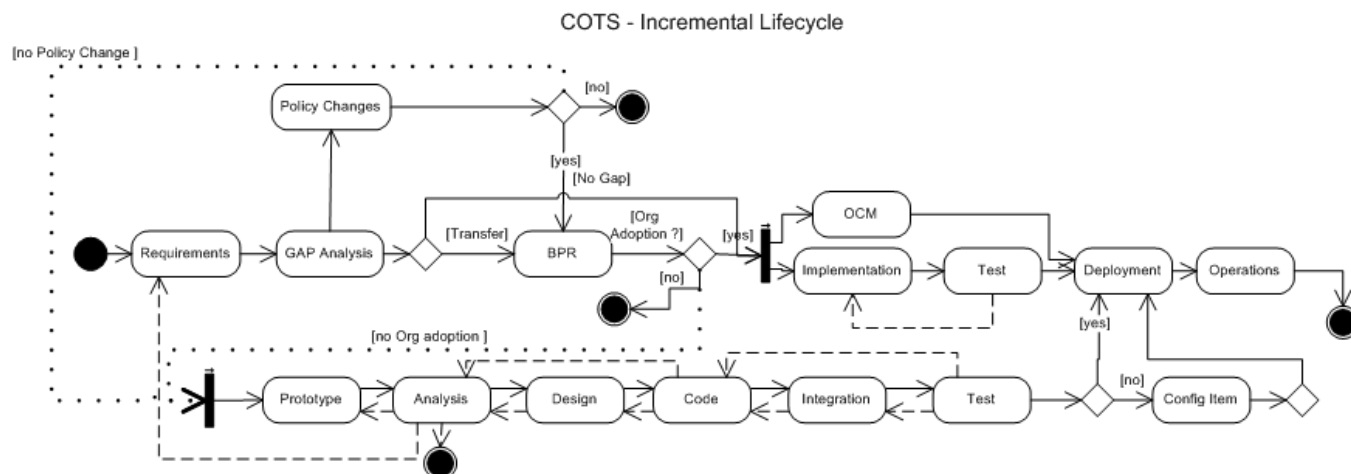 COTS - Incremental Lifecycle
[no Policy Change ]
Policy Changes
[no]
[yes]
[No Gap]
[Org
Adoption ?]
[Transfer]
[yes]
OCM
Requirements
GAP Analysis
BPR
Implementation
Test
Deployment
Operations
[no]
[yes]
[no Org adoption ]
[no]
Prototype
Analysis
Design
Code
Integration
Test
Config Item